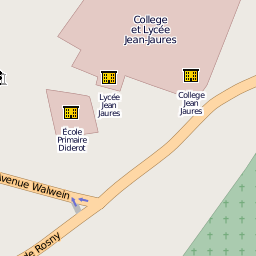 College
et Lycée
Jean-Jaures
Lycée
Jean
Jaures
College
Jean
Jaures
École
Primaire
Diderot
Avenue Walwein
de Rosny